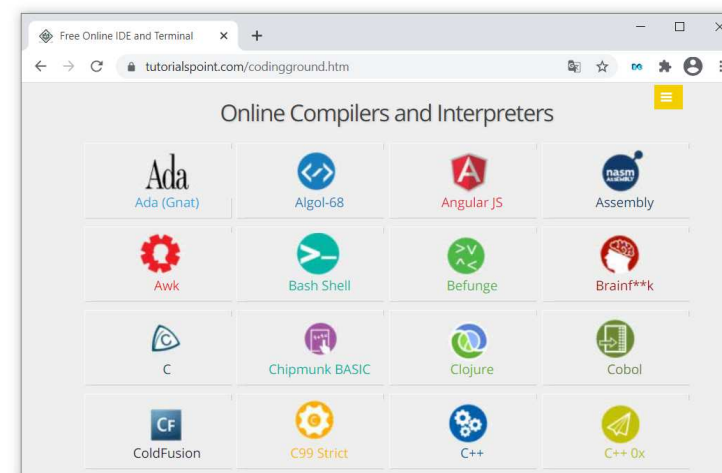 Free Online IDE and Terminal
tutorialspoint.com/codingground.htm
Online Compilers and Interpreters
Ada
nasm
ASSEMBLY
Ada (Gnat) Algol-68 Angular JS Assembly
Awk Bash Shell Befunge Brainf**k
C
C Chipmunk BASIC Clojure Cobol
CF
C
ColdFusion C99 Strict C++ C++ 0x